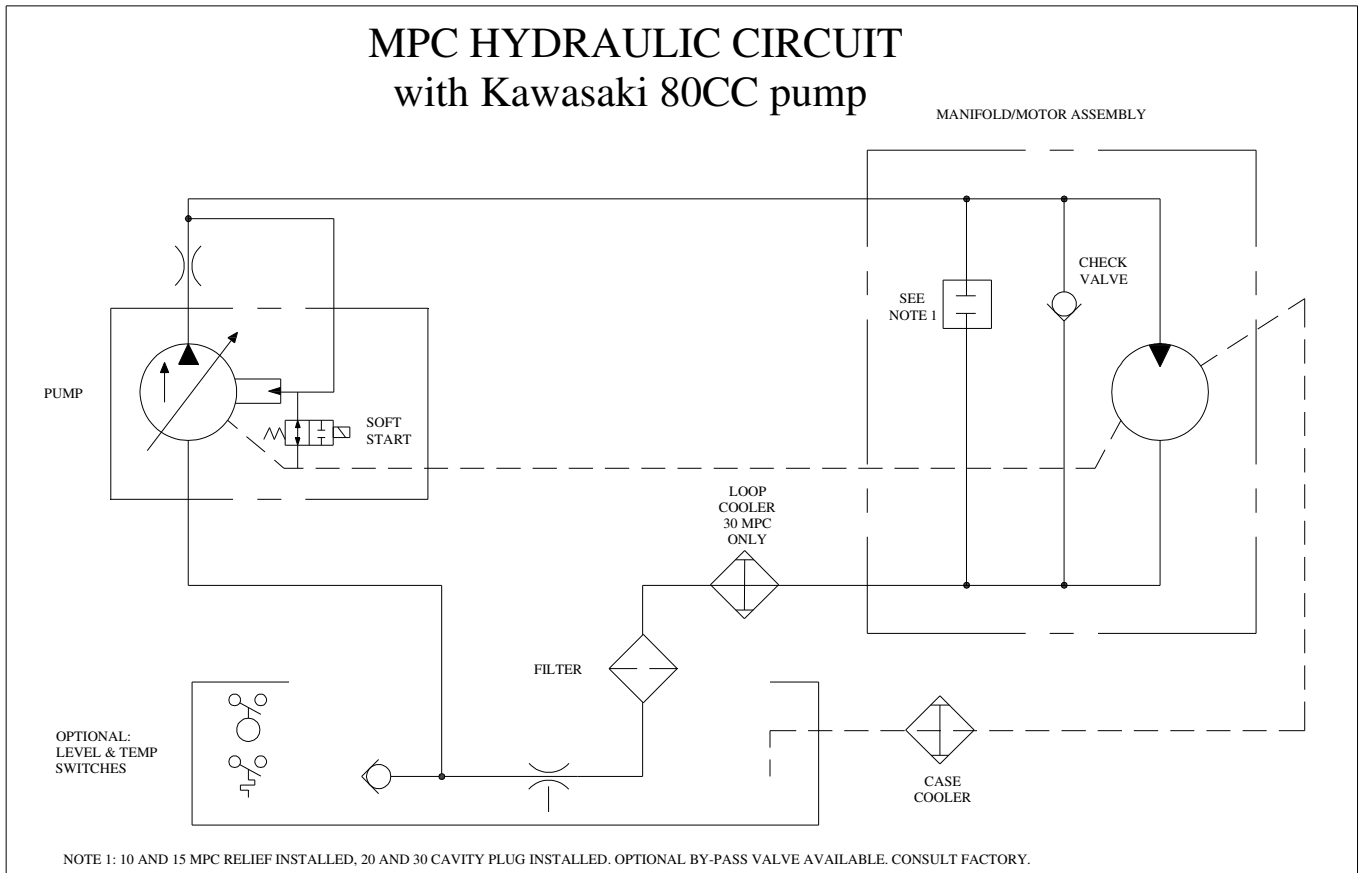 MPC HYDRAULIC CIRCUIT
with Kawasaki 80CC pump
MANIFOLD/MOTOR ASSEMBLY
CHECK
VALVE
SEE
NOTE 1
PUMP
SOFT
START
LOOP
COOLER
30 MPC
ONLY
FILTER
OPTIONAL:
LEVEL & TEMP
SWITCHES
CASE
COOLER
NOTE 1: 10 AND 15 MPC RELIEF INSTALLED, 20 AND 30 CAVITY PLUG INSTALLED. OPTIONAL BY-PASS VALVE AVAILABLE. CONSULT FACTORY.